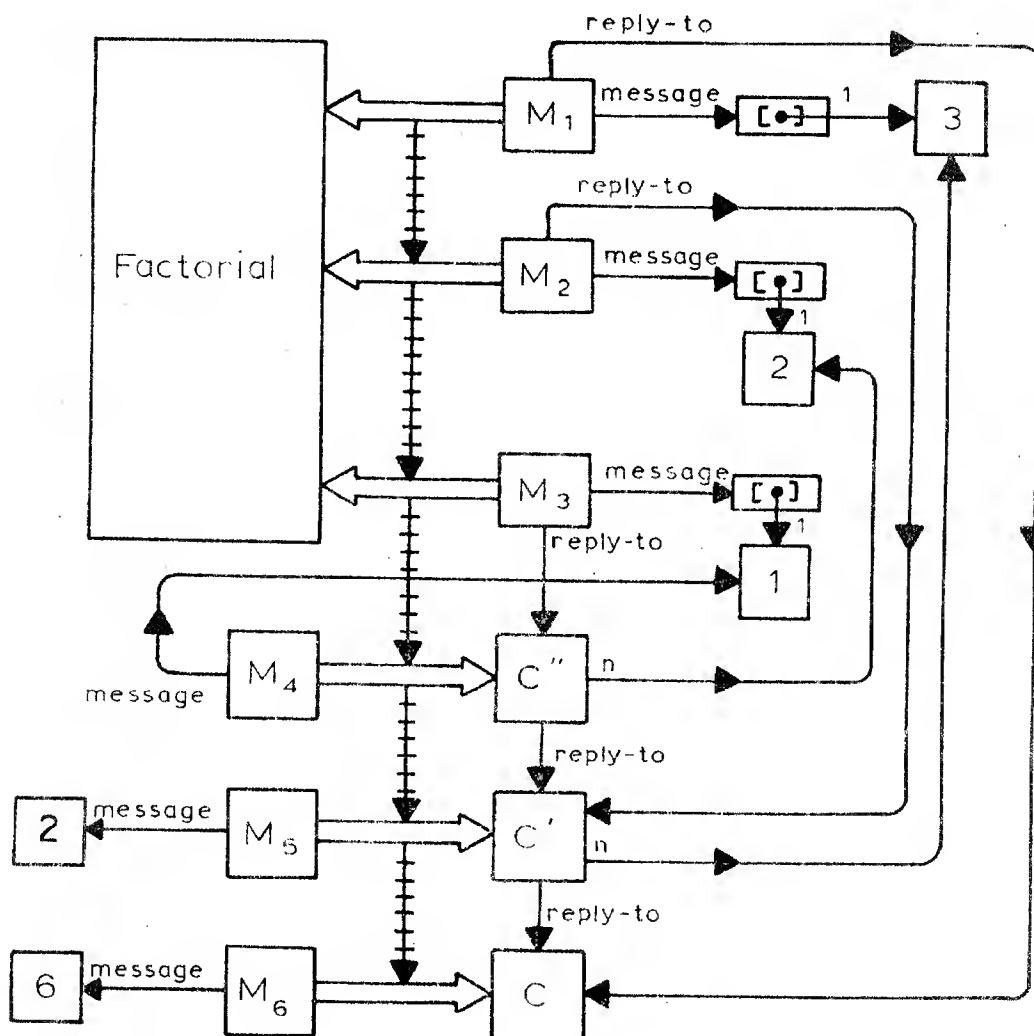 reply-to
M1 message [•] 1 3
reply-to
Factorial
M2 message [•]
1
2
M3 message [•]
reply-to
1
1
message M4 C'' n
reply-to
2 message M5 C'
n
reply-to
6 message M6 C